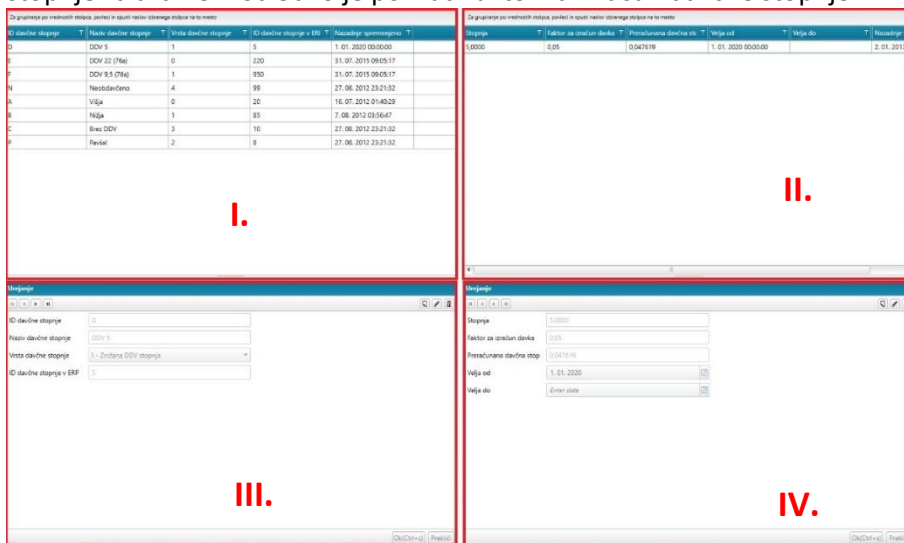 Za grupiranje po vrednostih stolpca, povleci in spusti naslov izbranega stolpca na to mesto
ID davčne stopnje Naziv davčne stopnje Vrsta davčne stopnje ID davčne stopnje v ERP Nazadnje spremenjeno
D DDV 5 1 5 1. 01. 2020 00:00:00
E DDV 22 (76a) 0 220 31. 07. 2015 09:05:17
F DDV 9,5 (76a) 1 950 31. 07. 2015 09:05:17
N Neobdavčeno 4 99 27. 08. 2012 23:21:32
A Višja 0 20 16. 07. 2012 01:40:29
B Nižja 1 85 7. 08. 2012 03:56:47
C Brez DDV 3 10 27. 08. 2012 23:21:32
P Pavšal 2 8 27. 08. 2012 23:21:32
I.
Za grupiranje po vrednostih stolpca, povleci in spusti naslov izbranega stolpca na to mesto
Stopnja Faktor za izračun davka Preračunana davčna sto Velja od Velja do Nazadnje
5,0000 0,05 0,047619 1. 01. 2020 00:00:00 2. 01. 201
II.
Urejanje
ID davčne stopnje D
Naziv davčne stopnje DDV 5
Vrsta davčne stopnje 1 - Znižana DDV stopnja
ID davčne stopnje v ERP 5
III.
Ok(Ctrl+s) Prekliči
Urejanje
Stopnja 5,0000
Faktor za izračun davka 0,05
Preračunana davčna stop 0,047619
Velja od 1. 01. 2020
Velja do Enter date
IV.
Ok(Ctrl+s) Prekli